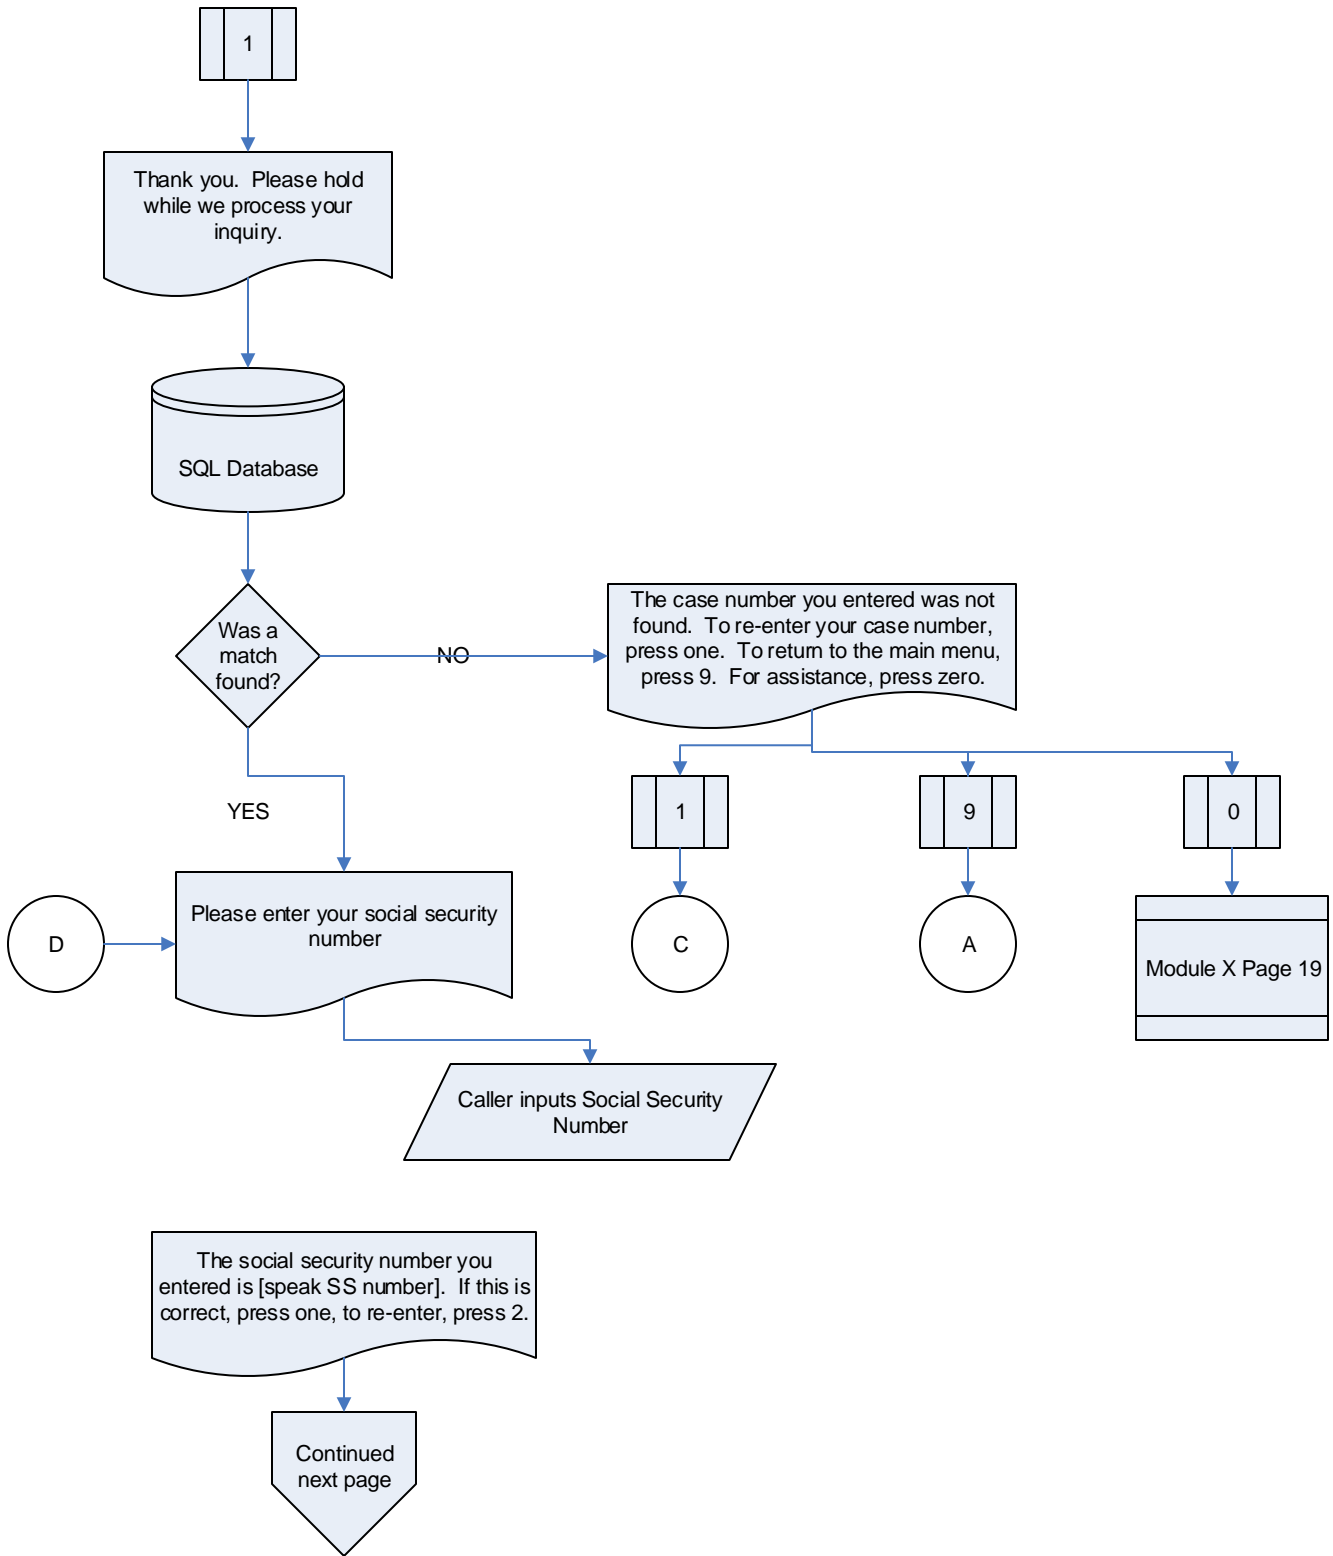 1
Thank you.  Please hold
while we process your
inquiry.
SQL Database
Was a
match
found?
NO
The case number you entered was not
found.  To re-enter your case number,
press one.  To return to the main menu,
press 9.  For assistance, press zero.
YES
1
9
0
D
Please enter your social security
number
C
A
Module X Page 19
Caller inputs Social Security
Number
The social security number you
entered is [speak SS number].  If this is
correct, press one, to re-enter, press 2.
Continued
next page